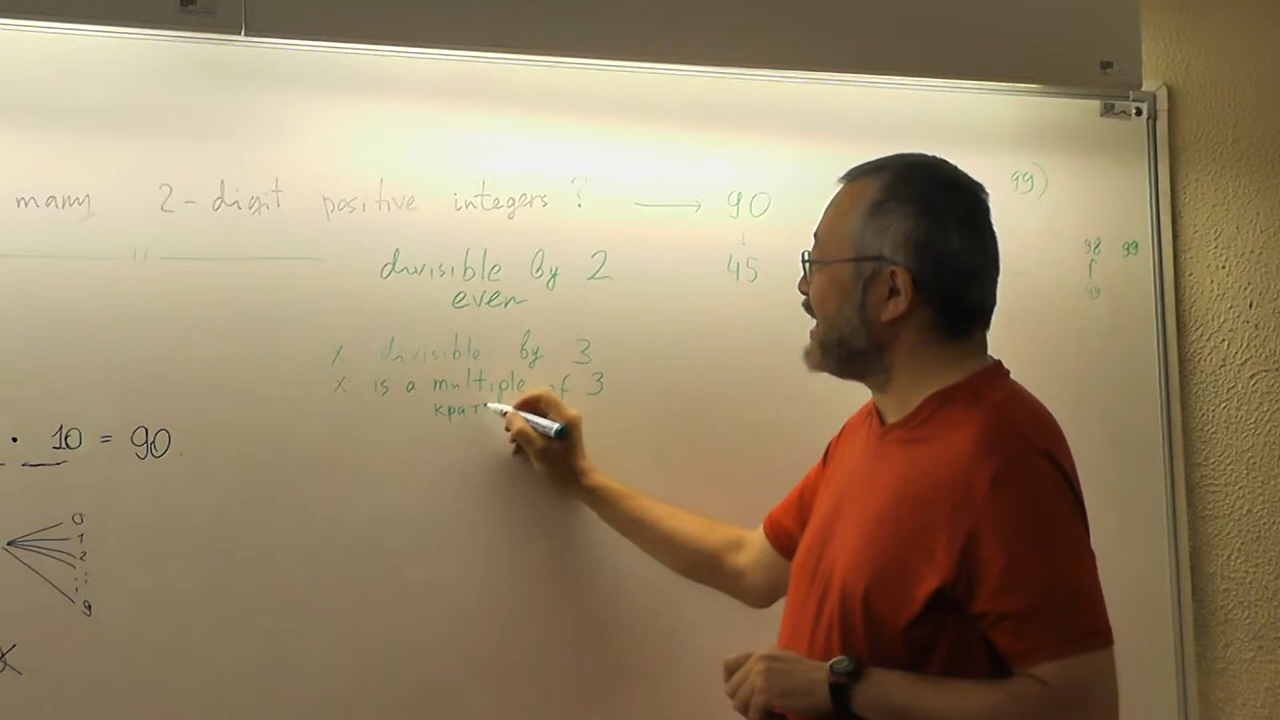 many 2-digit positive integers ? → 90
99)
—— " —— divisible by 2 45
98 99
even
49
x divisible by 3
x is a multiple of 3
крат
· 10 = 90
0
1
2
:
9